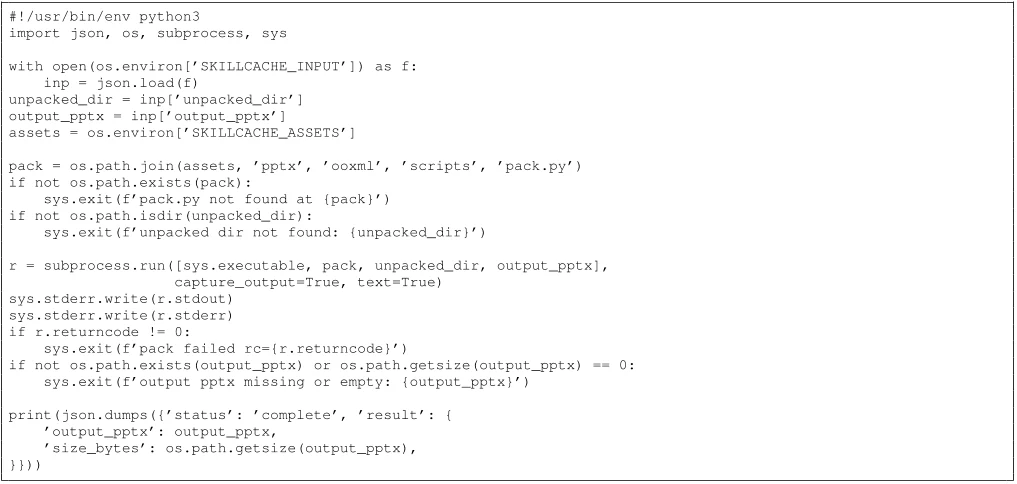 #!/usr/bin/env python3
import json, os, subprocess, sys

with open(os.environ['SKILLCACHE_INPUT']) as f:
    inp = json.load(f)
unpacked_dir = inp['unpacked_dir']
output_pptx = inp['output_pptx']
assets = os.environ['SKILLCACHE_ASSETS']

pack = os.path.join(assets, 'pptx', 'ooxml', 'scripts', 'pack.py')
if not os.path.exists(pack):
    sys.exit(f'pack.py not found at {pack}')
if not os.path.isdir(unpacked_dir):
    sys.exit(f'unpacked dir not found: {unpacked_dir}')

r = subprocess.run([sys.executable, pack, unpacked_dir, output_pptx],
                   capture_output=True, text=True)
sys.stderr.write(r.stdout)
sys.stderr.write(r.stderr)
if r.returncode != 0:
    sys.exit(f'pack failed rc={r.returncode}')
if not os.path.exists(output_pptx) or os.path.getsize(output_pptx) == 0:
    sys.exit(f'output pptx missing or empty: {output_pptx}')

print(json.dumps({'status': 'complete', 'result': {
    'output_pptx': output_pptx,
    'size_bytes': os.path.getsize(output_pptx),
}}))